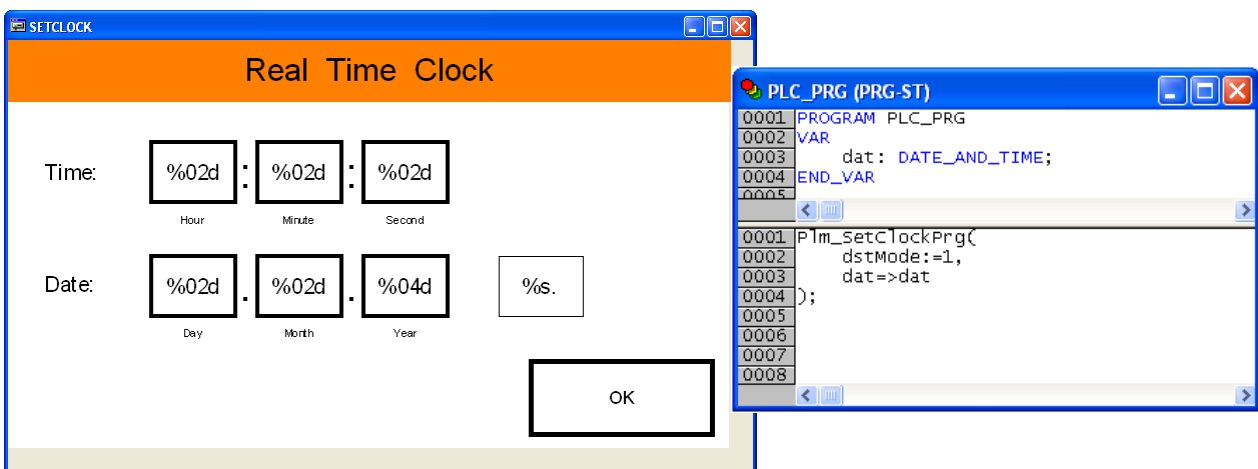 SETCLOCK
Real Time Clock
Time: %02d : %02d : %02d
Hour Minute Second
Date: %02d . %02d . %04d %s.
Day Month Year
OK
PLC_PRG (PRG-ST)
0001 PROGRAM PLC_PRG
0002 VAR
0003 dat: DATE_AND_TIME;
0004 END_VAR
0005
0001 Plm_SetClockPrg(
0002 dstMode:=1,
0003 dat=>dat
0004 );
0005
0006
0007
0008